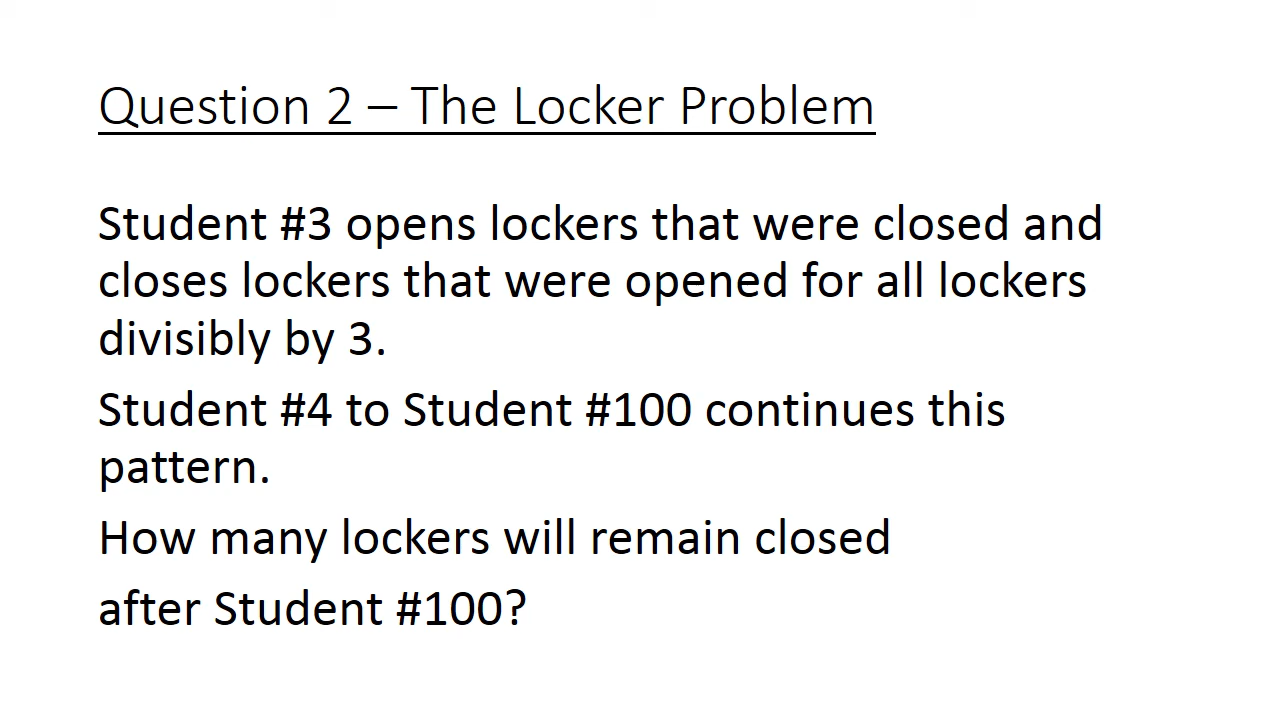 Question 2 – The Locker Problem
Student #3 opens lockers that were closed and
closes lockers that were opened for all lockers
divisibly by 3.
Student #4 to Student #100 continues this
pattern.
How many lockers will remain closed
after Student #100?